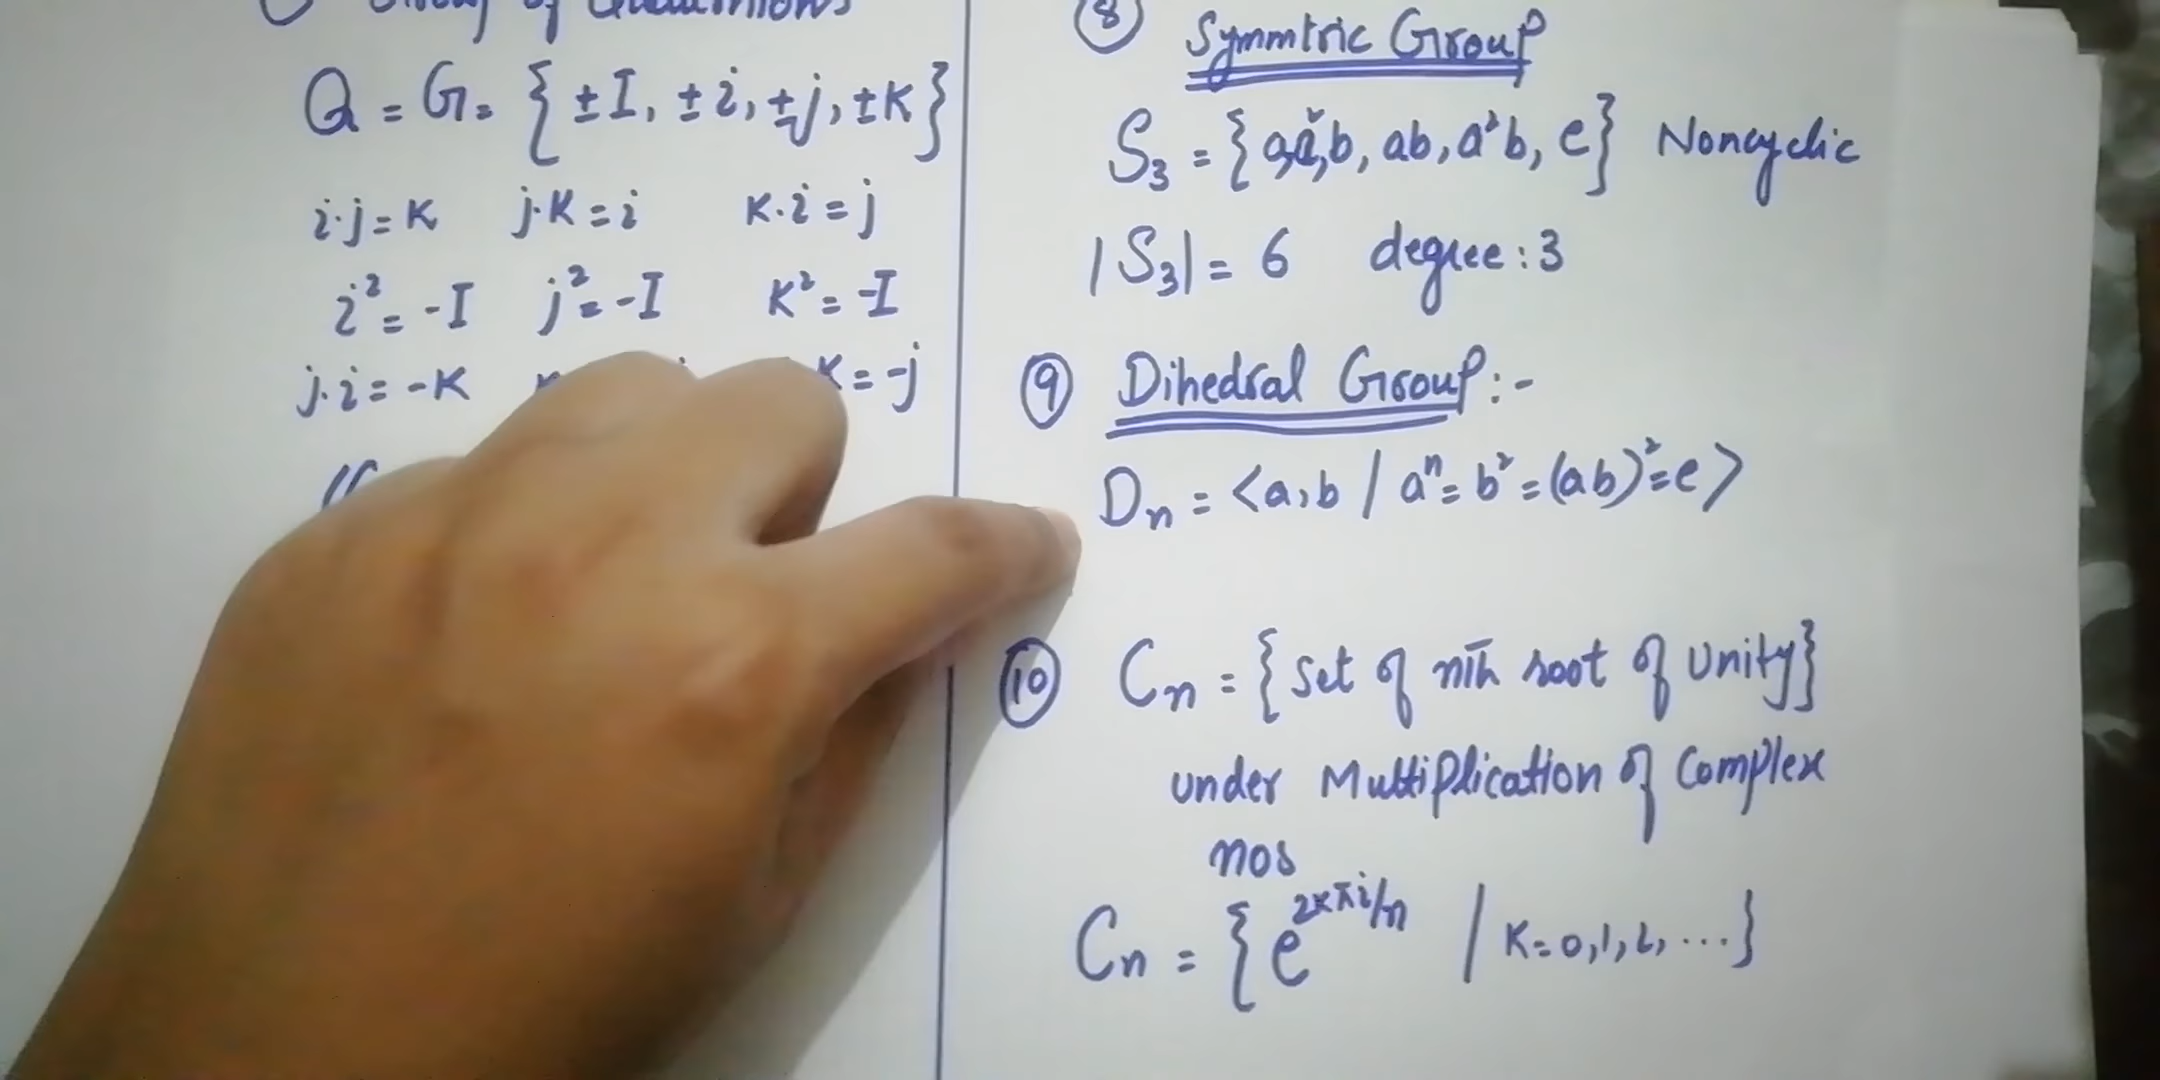 of Quaternions
Q = G = { ±I, ±i, ±j, ±k }
i·j = k j·k = i k·i = j
i² = -I j² = -I k² = -I
j·i = -k k = -j
⑧ Symmtric Group
S₃ = { a, a², b, ab, a²b, e } Noncyclic
|S₃| = 6 degree : 3
⑨ Dihedral Group :-
Dn = <a, b / aⁿ = b² = (ab)² = e>
⑩ Cn = { Set of nth root of Unity }
under Multiplication of Complex
nos
Cn = { e^{2kπi/n} / K = 0, 1, 2, ... }